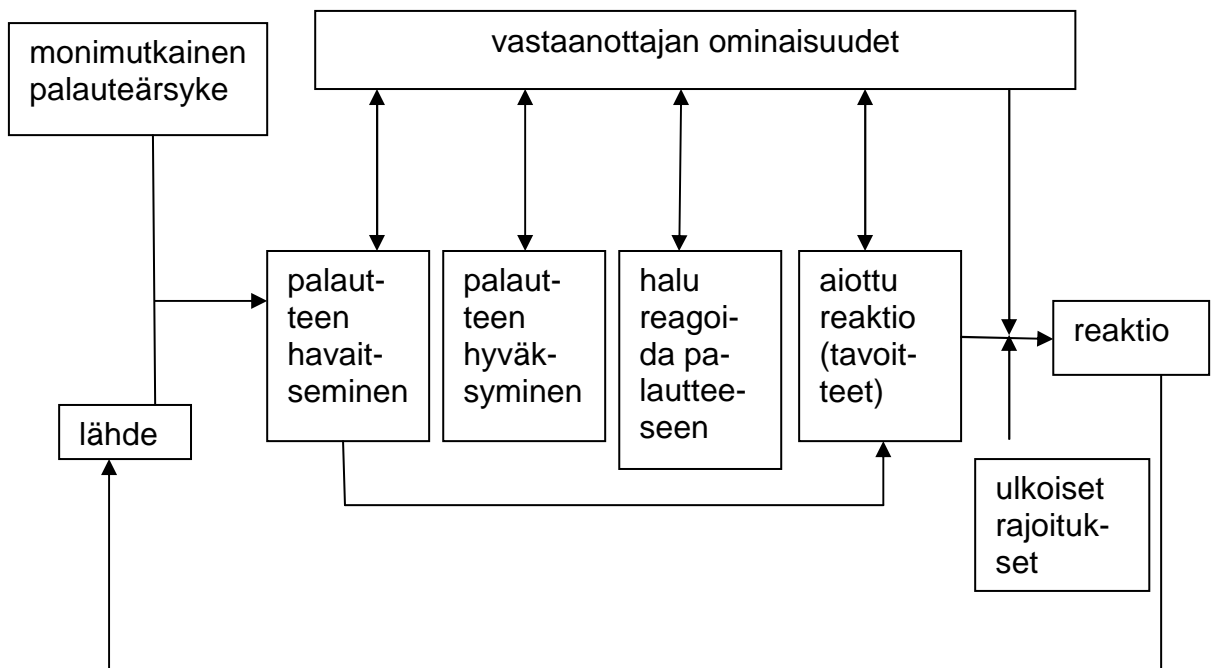 monimutkainen
palauteärsyke
vastaanottajan ominaisuudet
palaut-
teen
havait-
seminen
palaut-
teen
hyväk-
syminen
halu
reagoi-
da pa-
lauttee-
seen
aiottu
reaktio
(tavoit-
teet)
reaktio
lähde
ulkoiset
rajoituk-
set